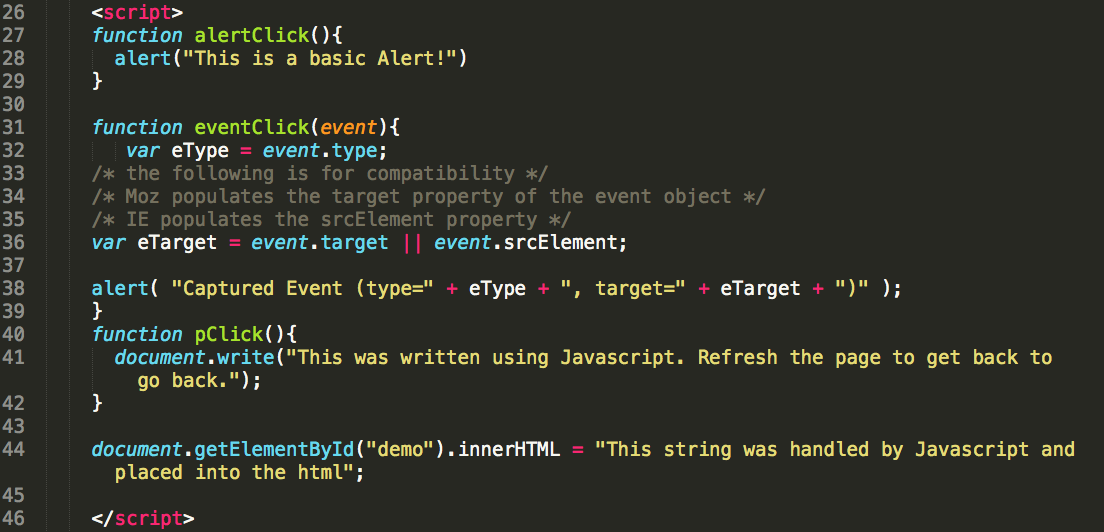 26 <script>
27 function alertClick(){
28 alert("This is a basic Alert!")
29 }
30
31 function eventClick(event){
32 var eType = event.type;
33 /* the following is for compatibility */
34 /* Moz populates the target property of the event object */
35 /* IE populates the srcElement property */
36 var eTarget = event.target || event.srcElement;
37
38 alert( "Captured Event (type=" + eType + ", target=" + eTarget + ")" );
39 }
40 function pClick(){
41 document.write("This was written using Javascript. Refresh the page to get back to
go back.");
42 }
43
44 document.getElementById("demo").innerHTML = "This string was handled by Javascript and
placed into the html";
45
46 </script>